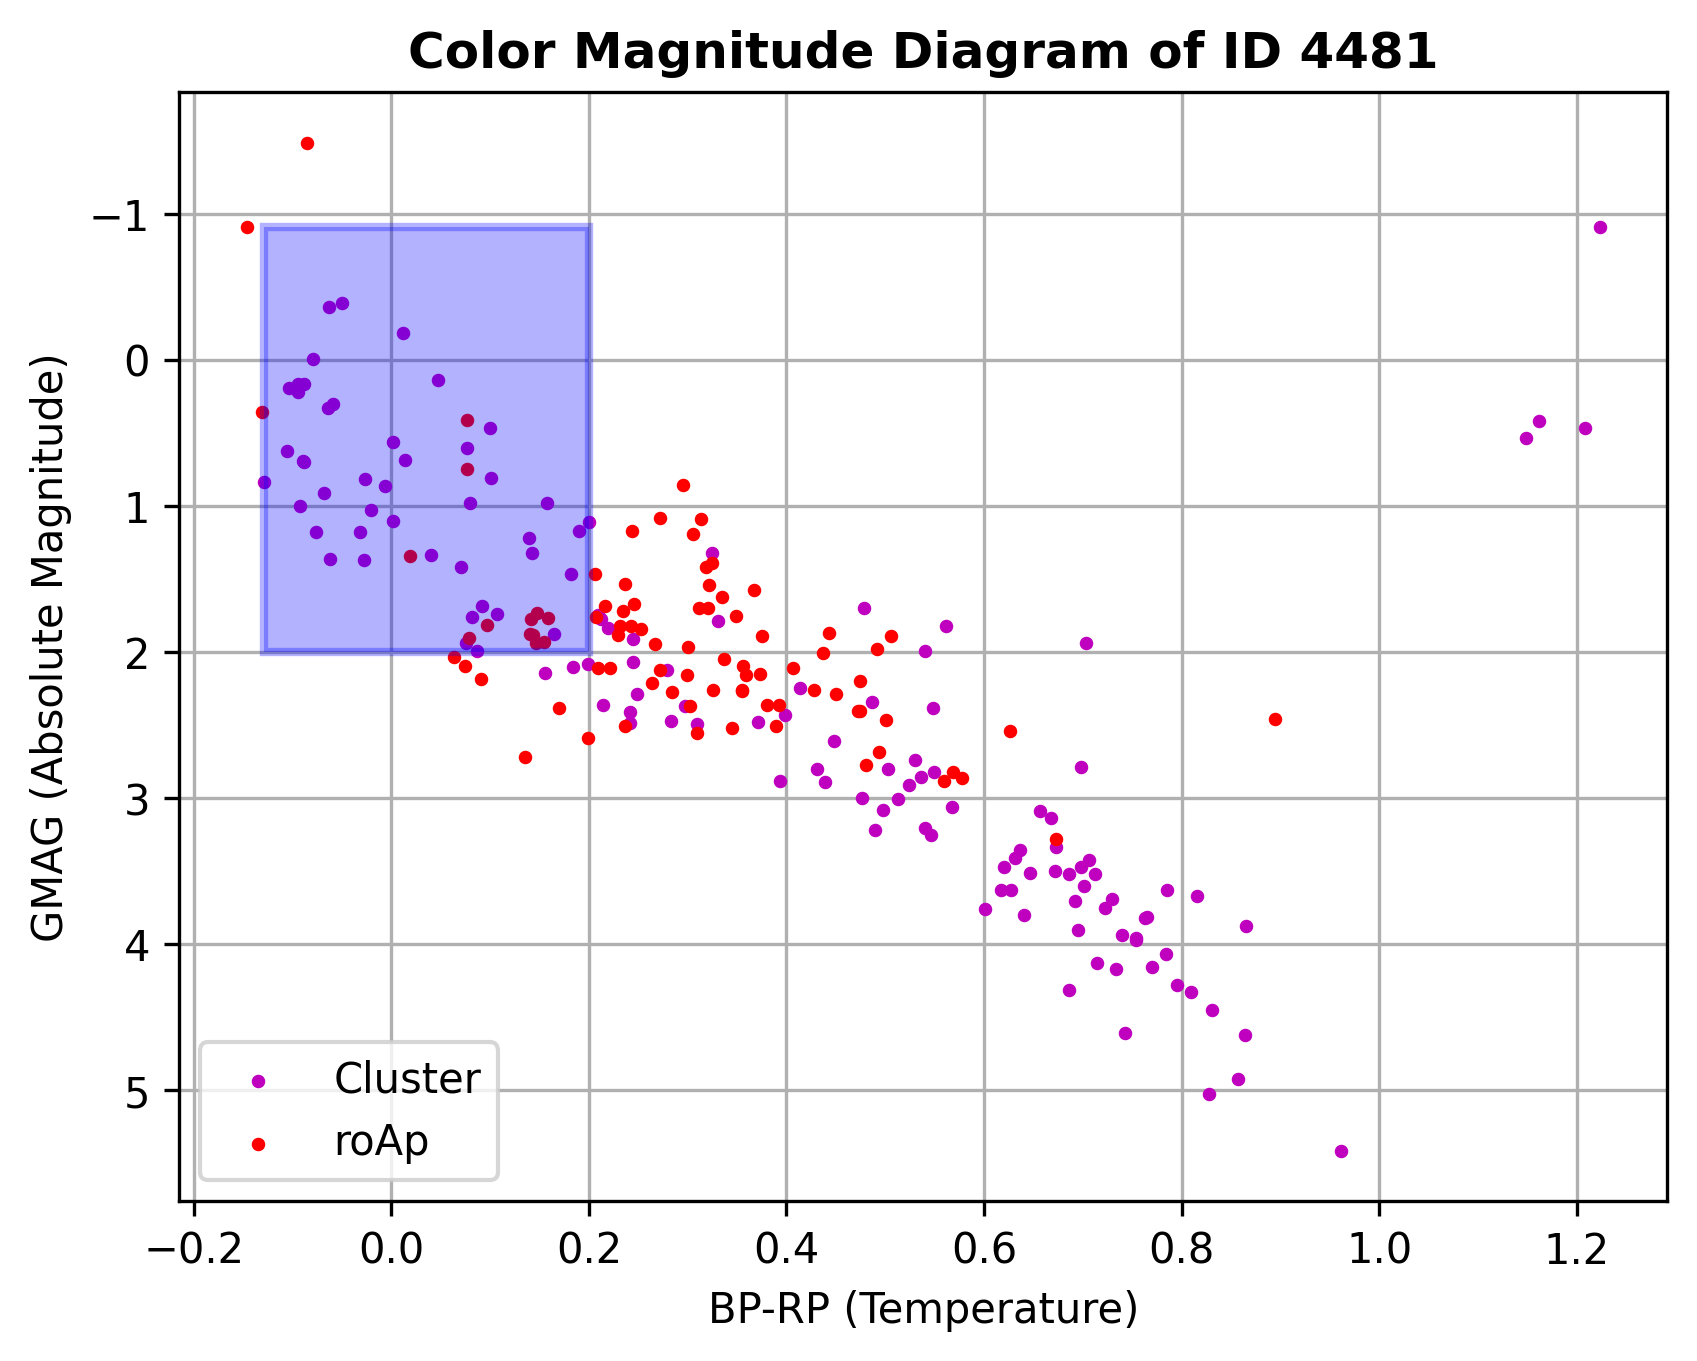 Color Magnitude Diagram of ID 4481
GMAG (Absolute Magnitude)
−1
0
1
2
3
4
5
Cluster
roAp
−0.2 0.0 0.2 0.4 0.6 0.8 1.0 1.2
BP-RP (Temperature)